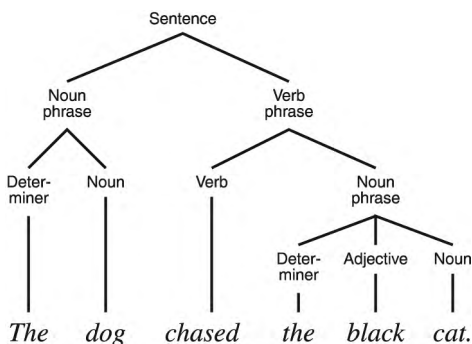 Sentence
Noun
phrase
Verb
phrase
Deter-
miner
Noun
Verb
Noun
phrase
Deter-
miner
Adjective
Noun
The dog chased the black cat.